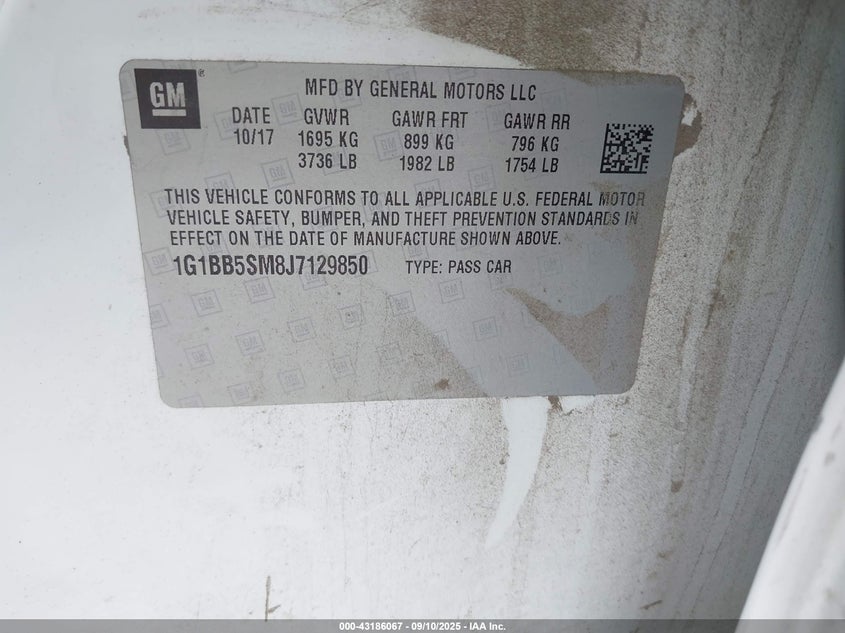 GM®
MFD BY GENERAL MOTORS LLC
DATE GVWR GAWR FRT GAWR RR
10/17 1695 KG 899 KG 796 KG
3736 LB 1982 LB 1754 LB
THIS VEHICLE CONFORMS TO ALL APPLICABLE U.S. FEDERAL MOTOR
VEHICLE SAFETY, BUMPER, AND THEFT PREVENTION STANDARDS IN
EFFECT ON THE DATE OF MANUFACTURE SHOWN ABOVE.
1G1BB5SM8J7129850 TYPE: PASS CAR
000-43186067 - 09/10/2025 - IAA Inc.